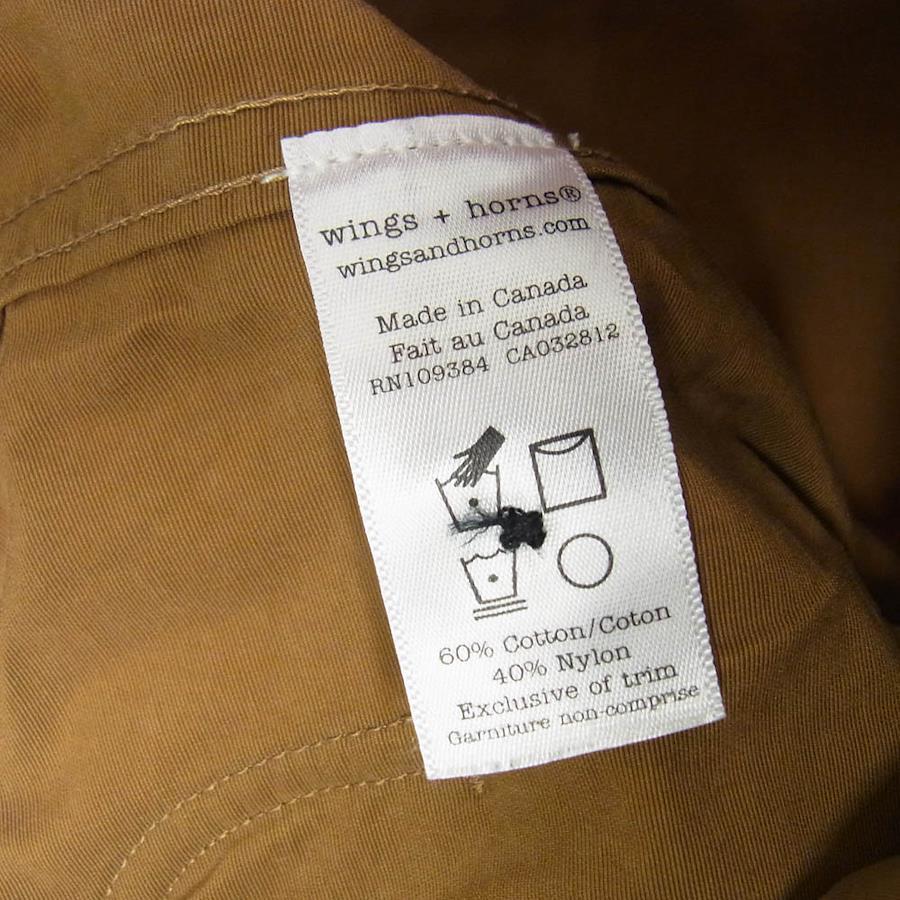 wings + horns®
wingsandhorns.com
Made in Canada
Fait au Canada
RN109384 CA032812
60% Cotton/Coton
40% Nylon
Exclusive of trim
Garniture non-comprise